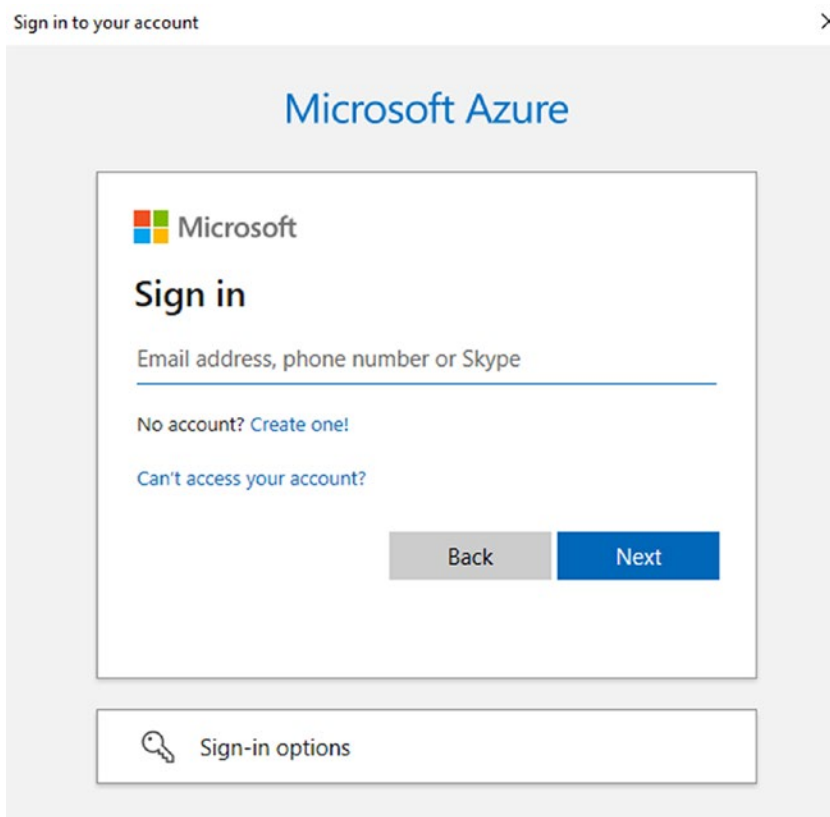 Sign in to your account
Microsoft Azure
Microsoft
Sign in
Email address, phone number or Skype
No account? Create one!
Can't access your account?
Back Next
Sign-in options